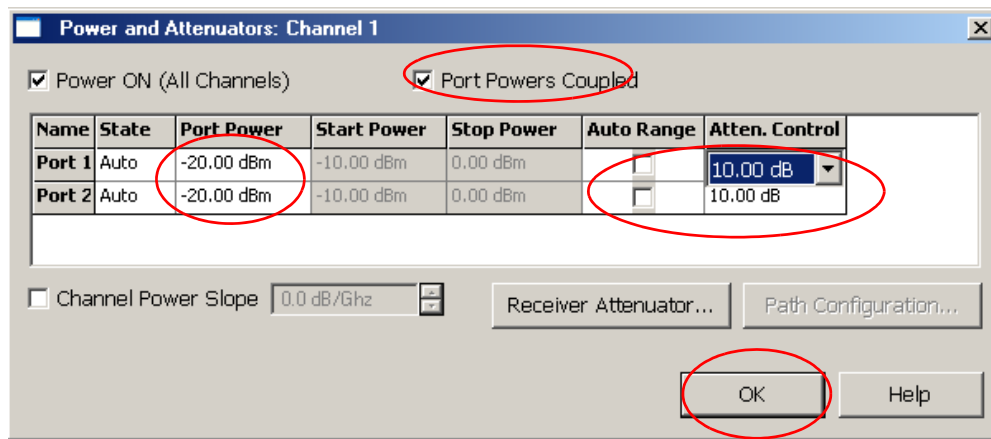 Power and Attenuators: Channel 1
Power ON (All Channels) Port Powers Coupled
Name State Port Power Start Power Stop Power Auto Range Atten. Control
Port 1 Auto -20.00 dBm -10.00 dBm 0.00 dBm 10.00 dB
Port 2 Auto -20.00 dBm -10.00 dBm 0.00 dBm 10.00 dB
Channel Power Slope 0.0 dB/Ghz Receiver Attenuator... Path Configuration...
OK Help